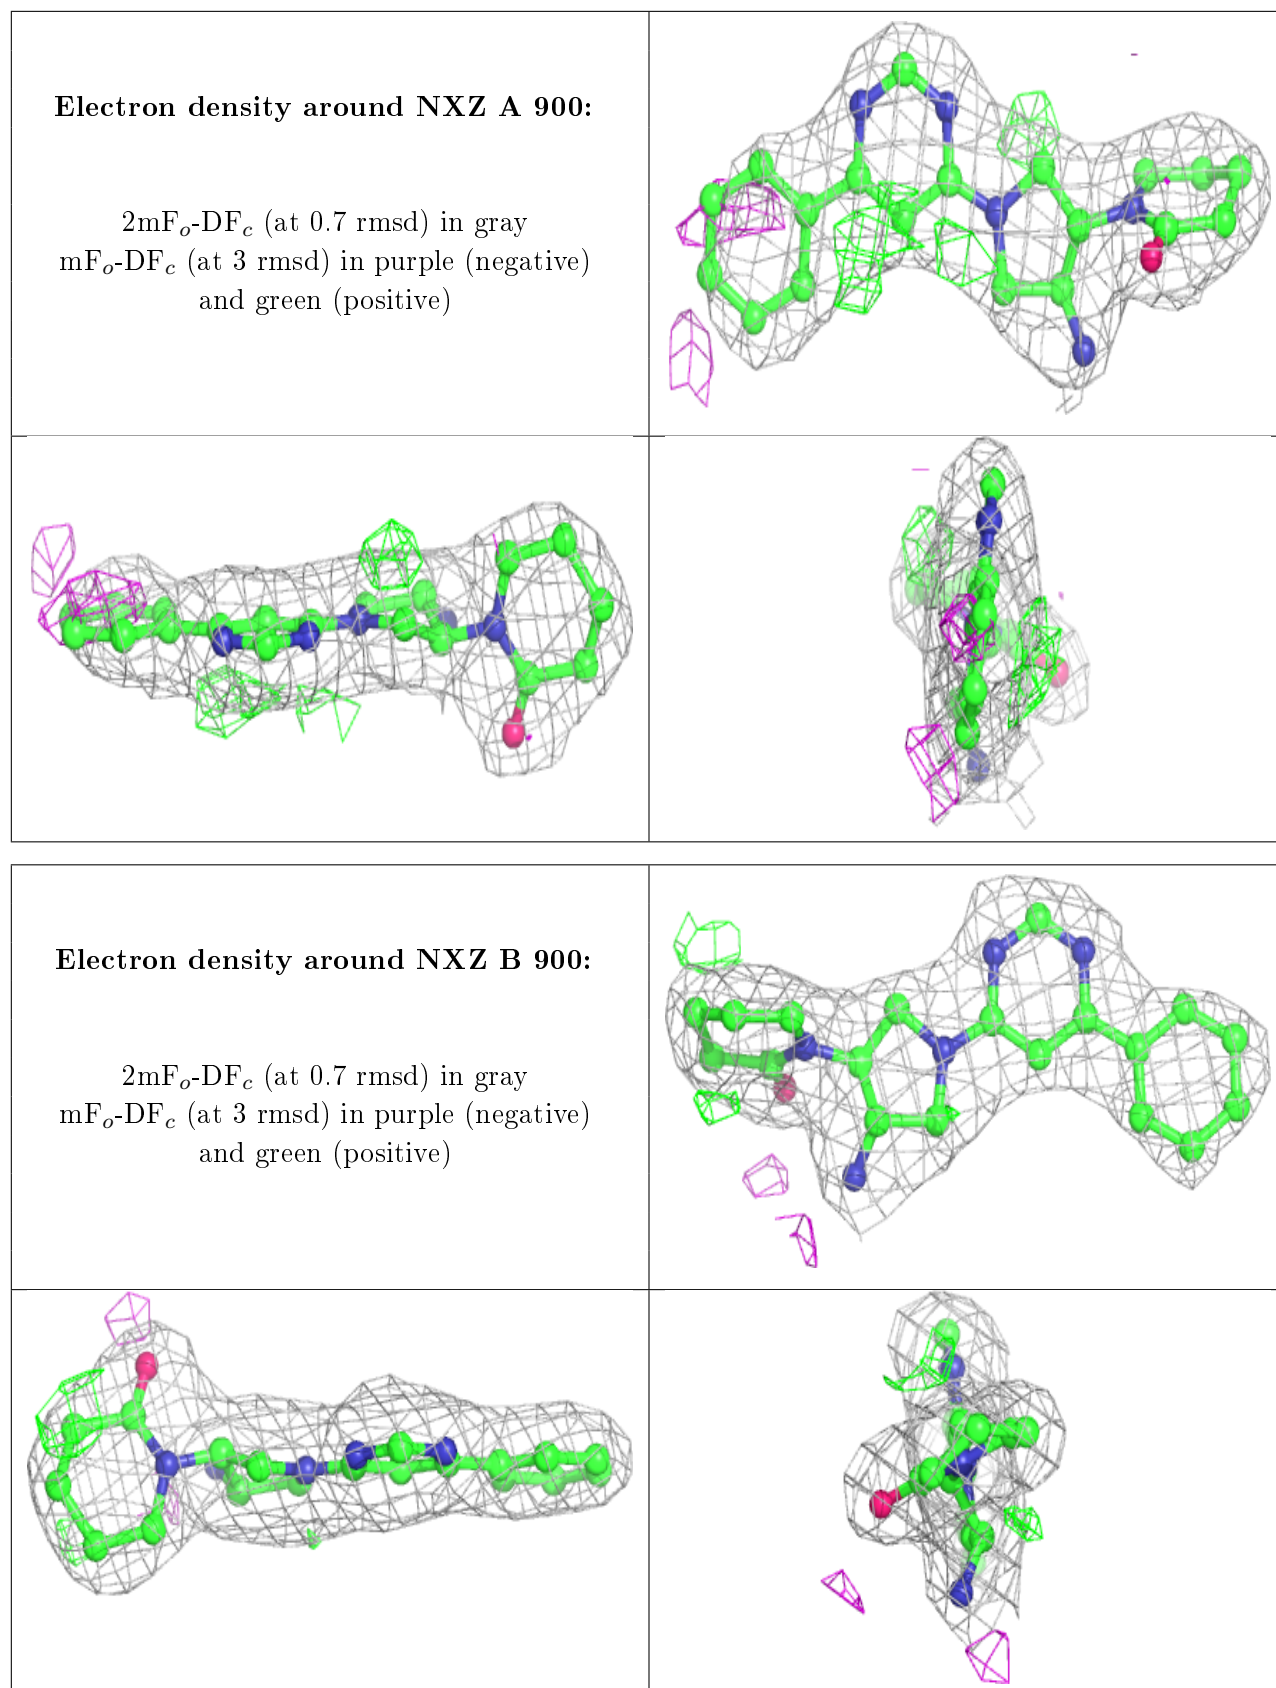 Electron density around NXZ A 900:
2mFo-DFc (at 0.7 rmsd) in gray
mFo-DFc (at 3 rmsd) in purple (negative)
and green (positive)
Electron density around NXZ B 900:
2mFo-DFc (at 0.7 rmsd) in gray
mFo-DFc (at 3 rmsd) in purple (negative)
and green (positive)